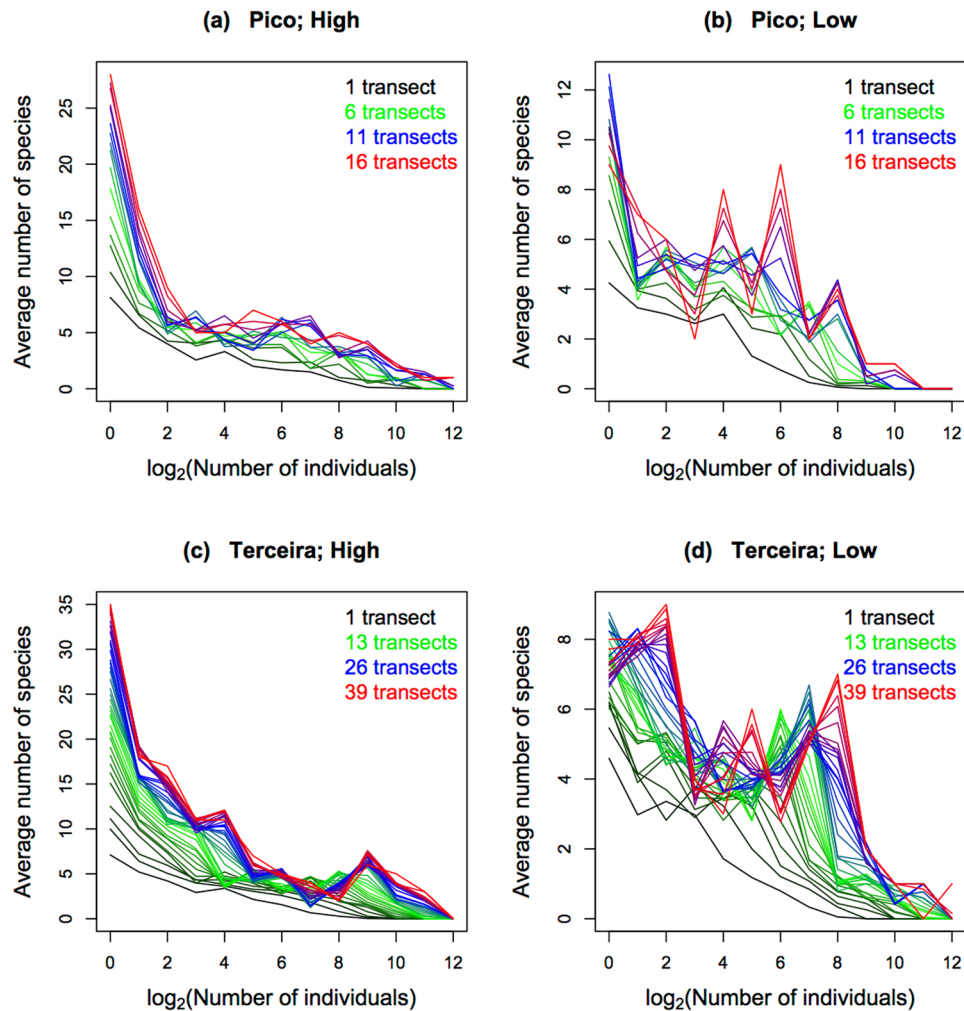 (a) Pico; High
Average number of species
25
20
15
10
5
0
1 transect
6 transects
11 transects
16 transects
0 2 4 6 8 10 12
log2(Number of individuals)
(b) Pico; Low
Average number of species
12
10
8
6
4
2
0
1 transect
6 transects
11 transects
16 transects
0 2 4 6 8 10 12
log2(Number of individuals)
(c) Terceira; High
Average number of species
35
30
25
20
15
10
5
0
1 transect
13 transects
26 transects
39 transects
0 2 4 6 8 10 12
log2(Number of individuals)
(d) Terceira; Low
Average number of species
8
6
4
2
0
1 transect
13 transects
26 transects
39 transects
0 2 4 6 8 10 12
log2(Number of individuals)